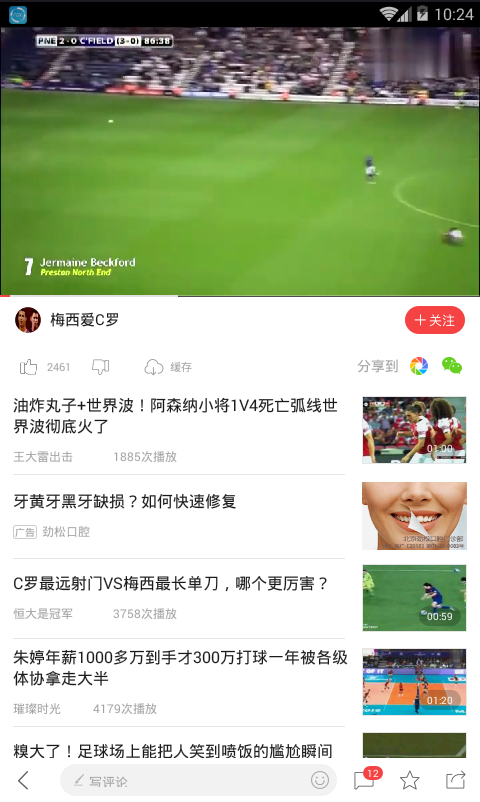 10:24
PNE 2-0 C'FIELD (3-0) 86:38
7 Jermaine Beckford
Preston North End
梅西爱C罗
+ 关注
2461
缓存
分享到
油炸丸子+世界波！阿森纳小将1V4死亡弧线世
界波彻底火了
王大雷出击 1885次播放
01:00
牙黄牙黑牙缺损？如何快速修复
广告 劲松口腔
C罗最远射门VS梅西最长单刀，哪个更厉害？
恒大是冠军 3758次播放
00:59
朱婷年薪1000多万到手才300万打球一年被各级
体协拿走大半
璀璨时光 4179次播放
01:20
糗大了！足球场上能把人笑到喷饭的尴尬瞬间
写评论
12